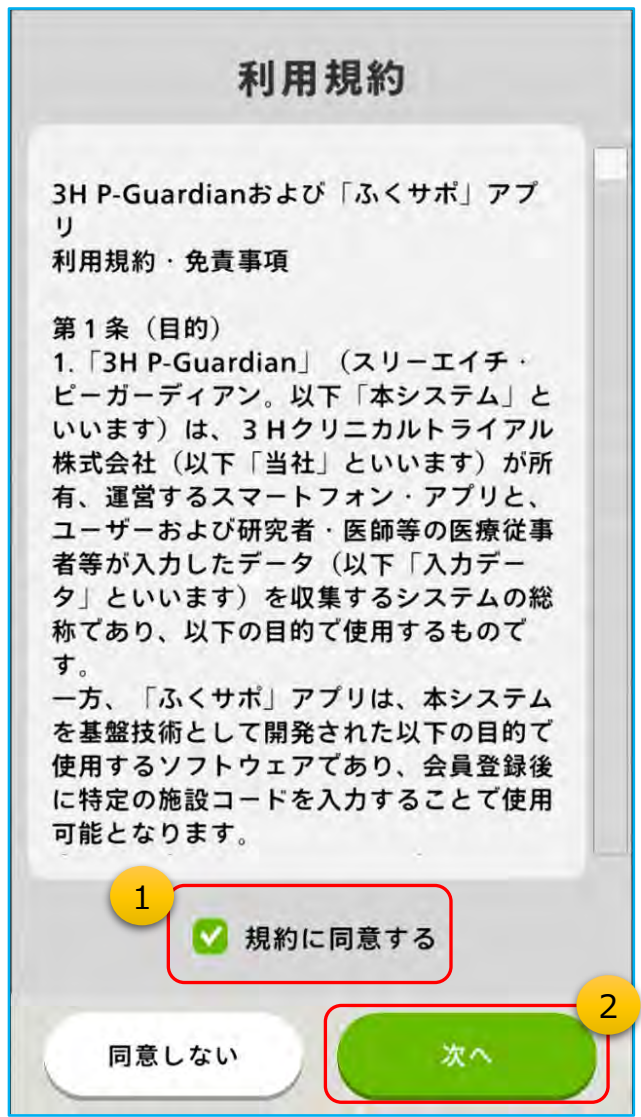 利用規約
3H P-Guardianおよび「ふくサポ」アプ
リ
利用規約・免責事項
第1条（目的）
1.「3H P-Guardian」（スリーエイチ・
ピーガーディアン。以下「本システム」と
いいます）は、３Hクリニカルトライアル
株式会社（以下「当社」といいます）が所
有、運営するスマートフォン・アプリと、
ユーザーおよび研究者・医師等の医療従事
者等が入力したデータ（以下「入力デー
タ」といいます）を収集するシステムの総
称であり、以下の目的で使用するもので
す。
一方、「ふくサポ」アプリは、本システム
を基盤技術として開発された以下の目的で
使用するソフトウェアであり、会員登録後
に特定の施設コードを入力することで使用
可能となります。
1
規約に同意する
2
同意しない
次へ